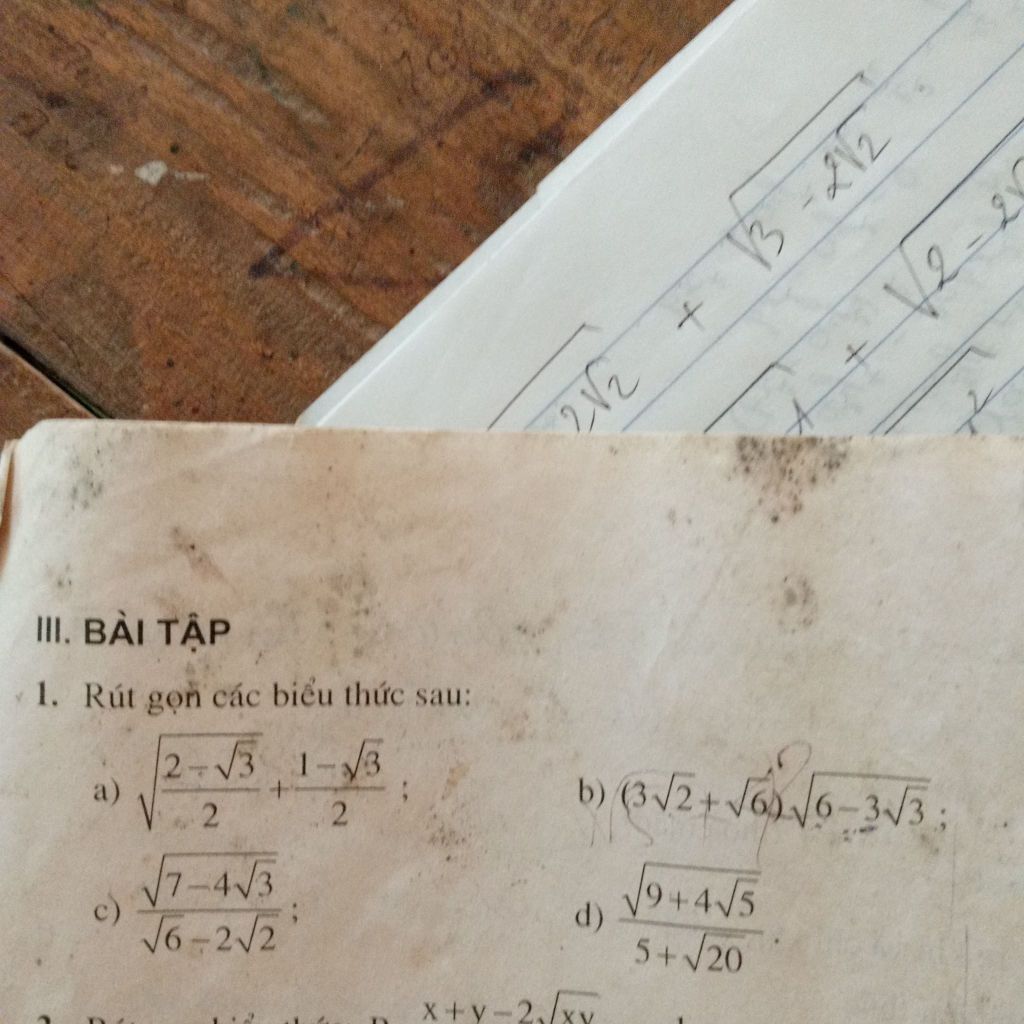 2√2 + √(3 - 2√2)
+ √(2 - 2√
III. BÀI TẬP
1. Rút gọn các biểu thức sau:
a) √((2 - √3)/2) + (1 - √3)/2 ; b) (3√2 + √6)√(6 - 3√3) ;
c) √(7 - 4√3)/(√6 - 2√2) ; d) √(9 + 4√5)/(5 + √20) .
x + y - 2√xy